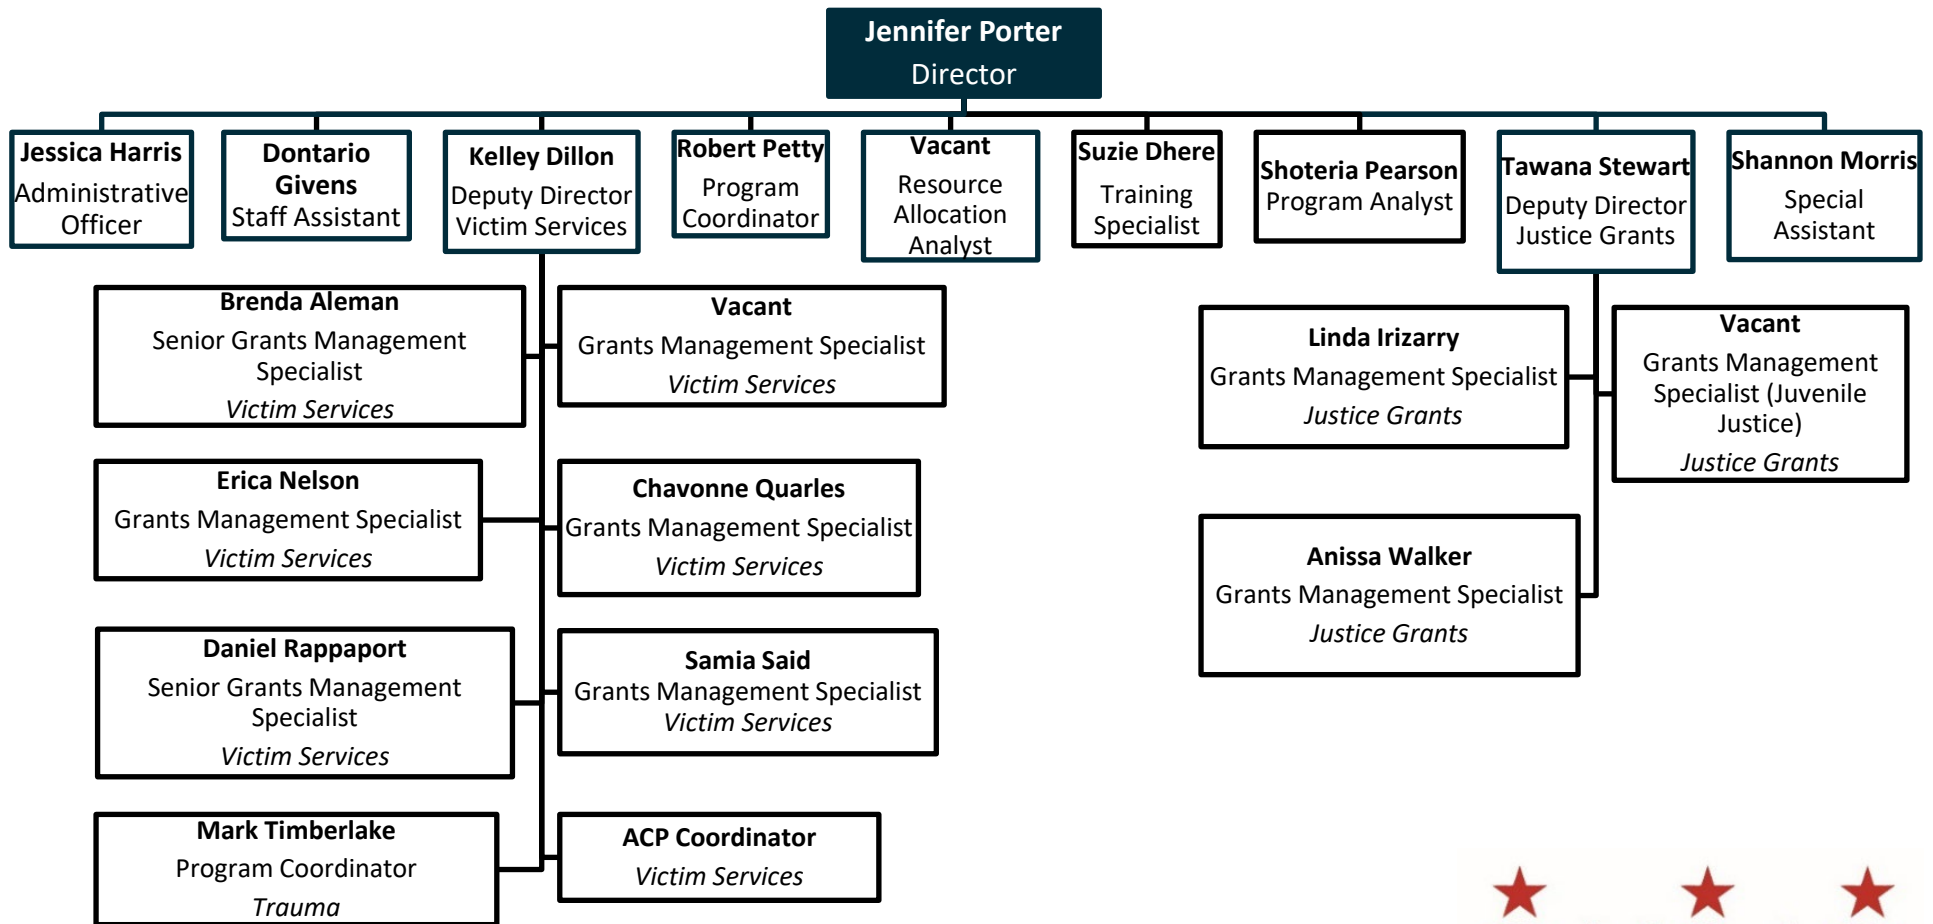 Jennifer Porter
Director
Jessica Harris
Administrative
Officer
Dontario
Givens
Staff Assistant
Kelley Dillon
Deputy Director
Victim Services
Robert Petty
Program
Coordinator
Vacant
Resource
Allocation
Analyst
Suzie Dhere
Training
Specialist
Shoteria Pearson
Program Analyst
Tawana Stewart
Deputy Director
Justice Grants
Shannon Morris
Special
Assistant
Brenda Aleman
Senior Grants Management
Specialist
Victim Services
Vacant
Grants Management Specialist
Victim Services
Erica Nelson
Grants Management Specialist
Victim Services
Chavonne Quarles
Grants Management Specialist
Victim Services
Daniel Rappaport
Senior Grants Management
Specialist
Victim Services
Samia Said
Grants Management Specialist
Victim Services
Mark Timberlake
Program Coordinator
Trauma
ACP Coordinator
Victim Services
Linda Irizarry
Grants Management Specialist
Justice Grants
Vacant
Grants Management
Specialist (Juvenile
Justice)
Justice Grants
Anissa Walker
Grants Management Specialist
Justice Grants